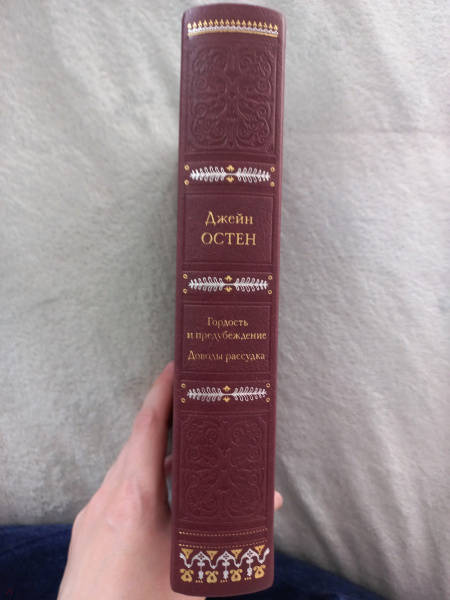 Джейн
ОСТЕН
Гордость
и предубеждение
Доводы рассудка